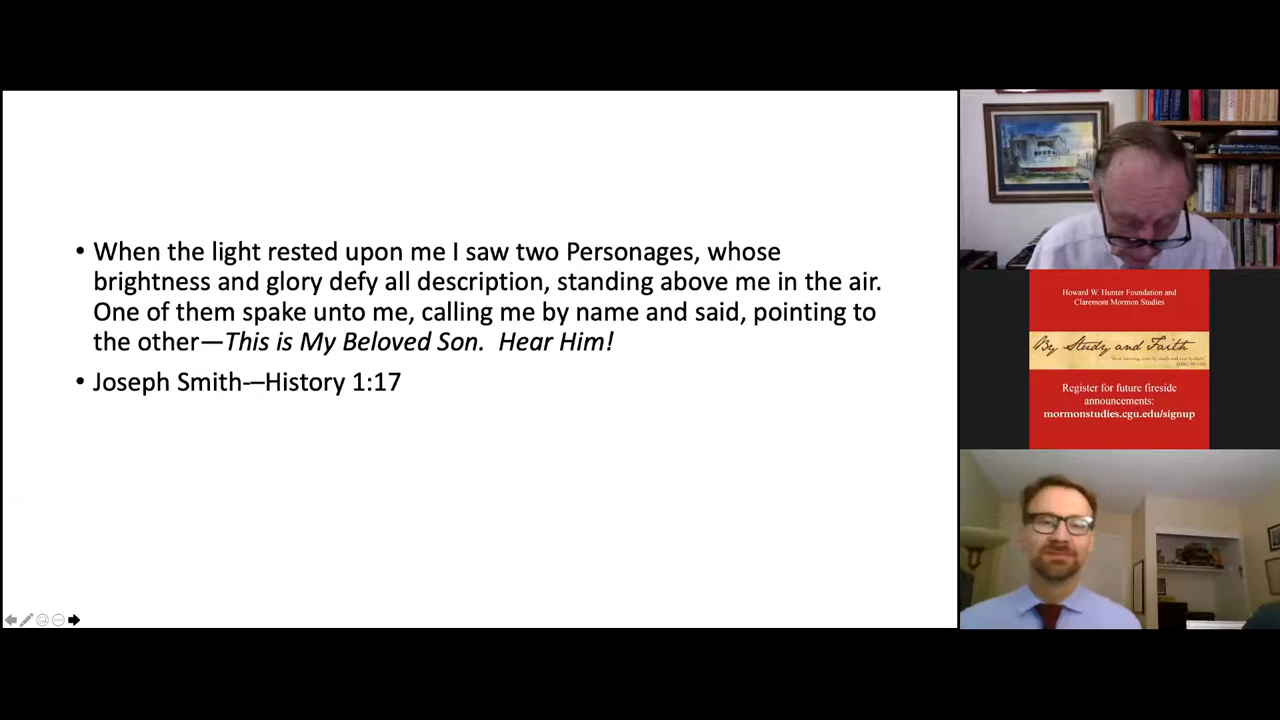 • When the light rested upon me I saw two Personages, whose
brightness and glory defy all description, standing above me in the air.
One of them spake unto me, calling me by name and said, pointing to
the other—This is My Beloved Son.  Hear Him!
• Joseph Smith-–History 1:17
Howard W. Hunter Foundation and
Claremont Mormon Studies
By Study and Faith
Register for future fireside
announcements:
mormonstudies.cgu.edu/signup